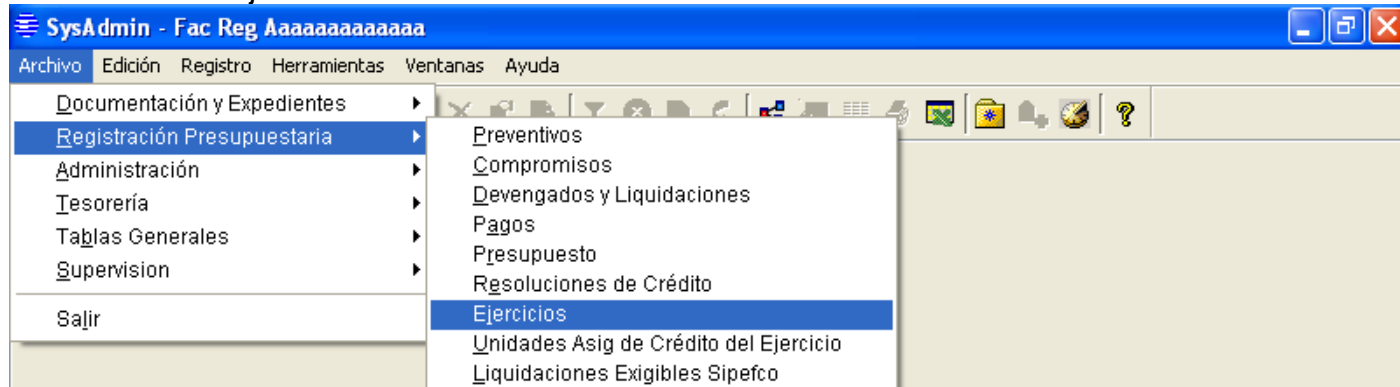 SysAdmin - Fac Reg Aaaaaaaaaaaaa
Archivo Edición Registro Herramientas Ventanas Ayuda
Documentación y Expedientes
Registración Presupuestaria
Administración
Tesorería
Tablas Generales
Supervision
Salir
Preventivos
Compromisos
Devengados y Liquidaciones
Pagos
Presupuesto
Resoluciones de Crédito
Ejercicios
Unidades Asig de Crédito del Ejercicio
Liquidaciones Exigibles Sipefco